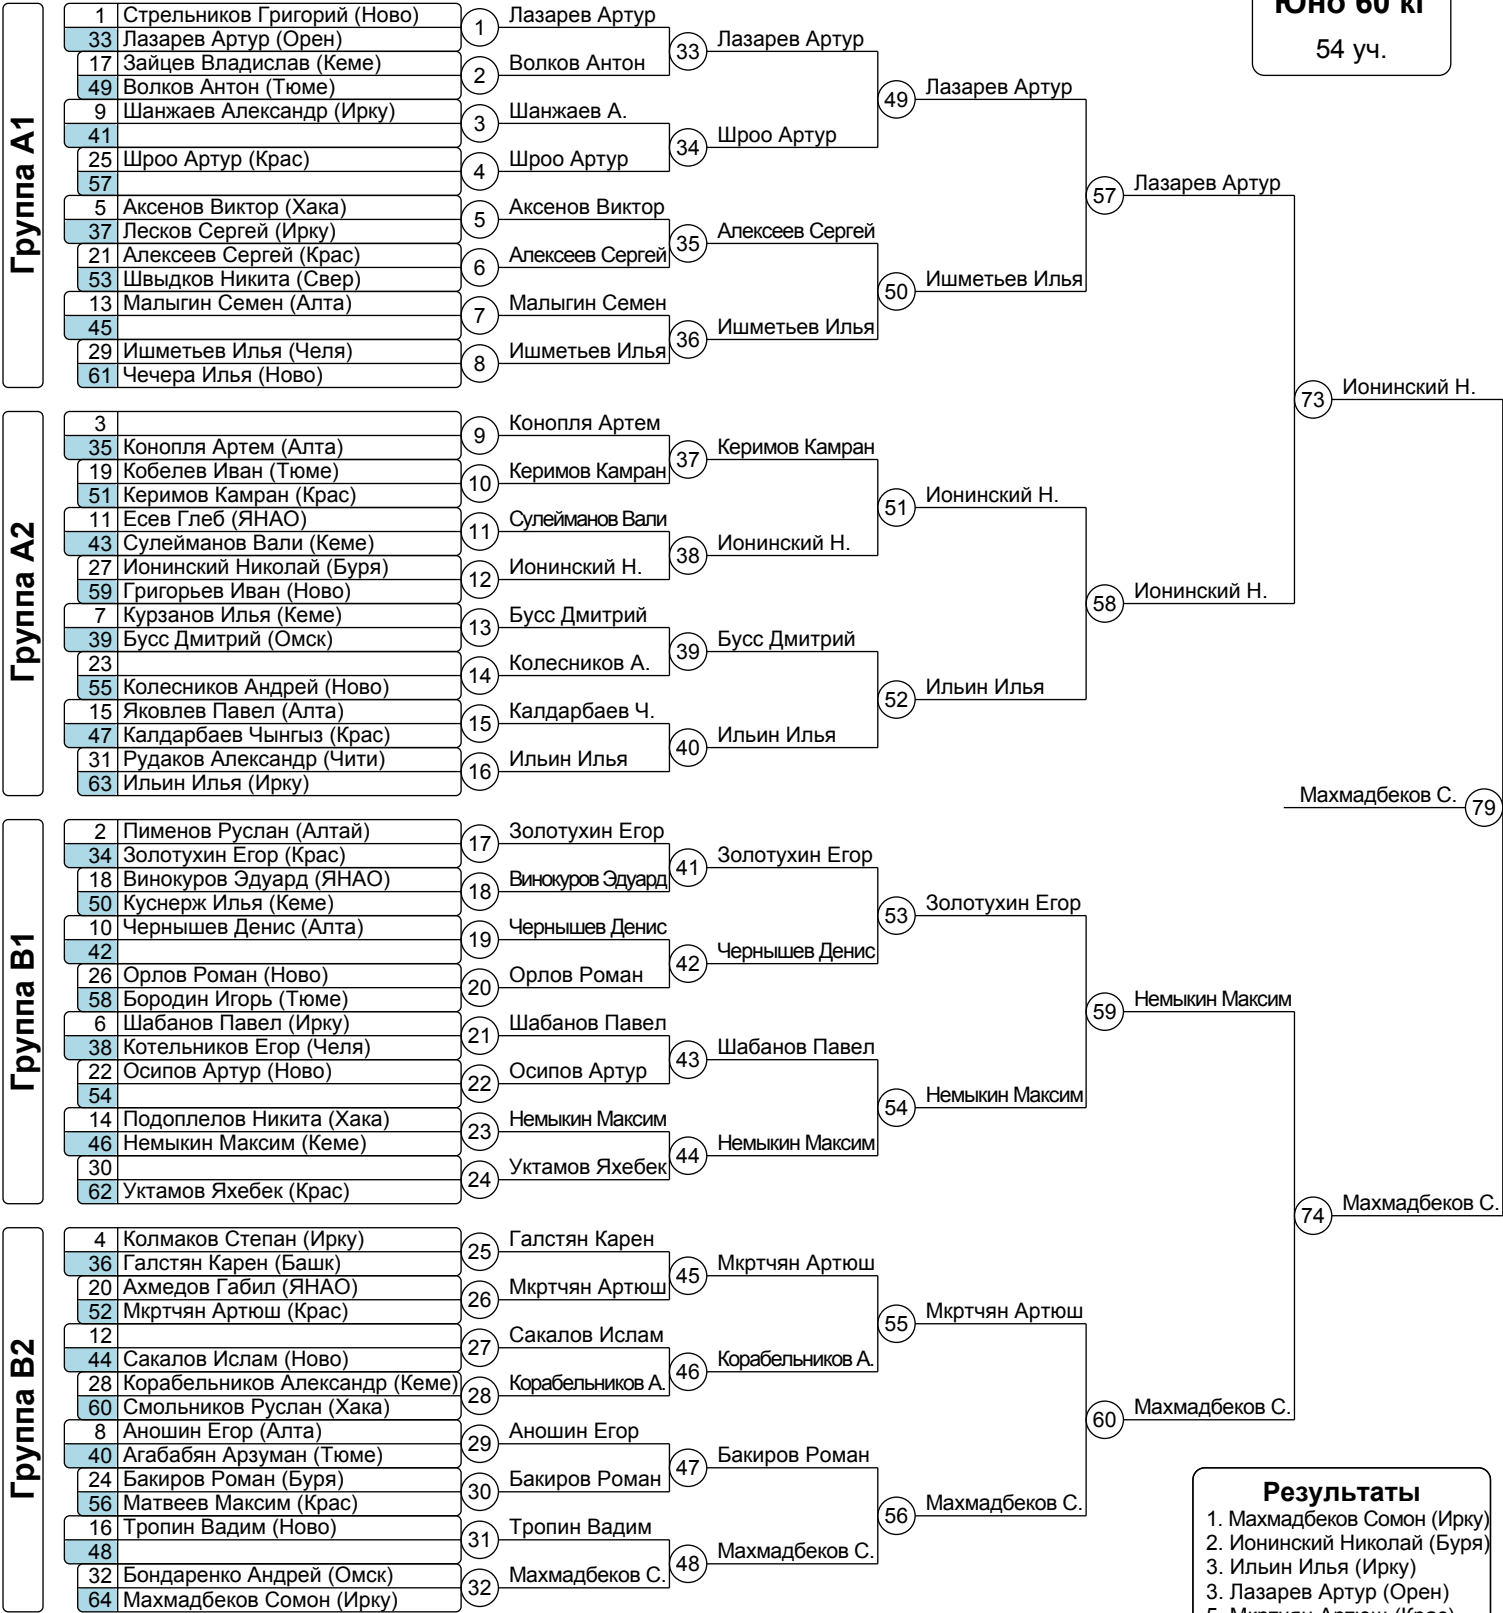 Юно 60 кг
54 уч.
Группа A1
1 Стрельников Григорий (Ново)
33 Лазарев Артур (Орен)
17 Зайцев Владислав (Кеме)
49 Волков Антон (Тюме)
9 Шанжаев Александр (Ирку)
41
25 Шроо Артур (Крас)
57
5 Аксенов Виктор (Хака)
37 Лесков Сергей (Ирку)
21 Алексеев Сергей (Крас)
53 Швыдков Никита (Свер)
13 Малыгин Семен (Алта)
45
29 Ишметьев Илья (Челя)
61 Чечера Илья (Ново)
1 Лазарев Артур
2 Волков Антон
3 Шанжаев А.
4 Шроо Артур
5 Аксенов Виктор
6 Алексеев Сергей
7 Малыгин Семен
8 Ишметьев Илья
33 Лазарев Артур
34 Шроо Артур
35 Алексеев Сергей
36 Ишметьев Илья
49 Лазарев Артур
50 Ишметьев Илья
57 Лазарев Артур
Группа A2
3
35 Конопля Артем (Алта)
19 Кобелев Иван (Тюме)
51 Керимов Камран (Крас)
11 Есев Глеб (ЯНАО)
43 Сулейманов Вали (Кеме)
27 Ионинский Николай (Буря)
59 Григорьев Иван (Ново)
7 Курзанов Илья (Кеме)
39 Бусс Дмитрий (Омск)
23
55 Колесников Андрей (Ново)
15 Яковлев Павел (Алта)
47 Калдарбаев Чынгыз (Крас)
31 Рудаков Александр (Чити)
63 Ильин Илья (Ирку)
9 Конопля Артем
10 Керимов Камран
11 Сулейманов Вали
12 Ионинский Н.
13 Бусс Дмитрий
14 Колесников А.
15 Калдарбаев Ч.
16 Ильин Илья
37 Керимов Камран
38 Ионинский Н.
39 Бусс Дмитрий
40 Ильин Илья
51 Ионинский Н.
52 Ильин Илья
58 Ионинский Н.
73 Ионинский Н.
Группа B1
2 Пименов Руслан (Алтай)
34 Золотухин Егор (Крас)
18 Винокуров Эдуард (ЯНАО)
50 Куснерж Илья (Кеме)
10 Чернышев Денис (Алта)
42
26 Орлов Роман (Ново)
58 Бородин Игорь (Тюме)
6 Шабанов Павел (Ирку)
38 Котельников Егор (Челя)
22 Осипов Артур (Ново)
54
14 Подоплелов Никита (Хака)
46 Немыкин Максим (Кеме)
30
62 Уктамов Яхебек (Крас)
17 Золотухин Егор
18 Винокуров Эдуард
19 Чернышев Денис
20 Орлов Роман
21 Шабанов Павел
22 Осипов Артур
23 Немыкин Максим
24 Уктамов Яхебек
41 Золотухин Егор
42 Чернышев Денис
43 Шабанов Павел
44 Немыкин Максим
53 Золотухин Егор
54 Немыкин Максим
59 Немыкин Максим
Группа B2
4 Колмаков Степан (Ирку)
36 Галстян Карен (Башк)
20 Ахмедов Габил (ЯНАО)
52 Мкртчян Артюш (Крас)
12
44 Сакалов Ислам (Ново)
28 Корабельников Александр (Кеме)
60 Смольников Руслан (Хака)
8 Аношин Егор (Алта)
40 Агабабян Арзуман (Тюме)
24 Бакиров Роман (Буря)
56 Матвеев Максим (Крас)
16 Тропин Вадим (Ново)
48
32 Бондаренко Андрей (Омск)
64 Махмадбеков Сомон (Ирку)
25 Галстян Карен
26 Мкртчян Артюш
27 Сакалов Ислам
28 Корабельников А.
29 Аношин Егор
30 Бакиров Роман
31 Тропин Вадим
32 Махмадбеков С.
45 Мкртчян Артюш
46 Корабельников А.
47 Бакиров Роман
48 Махмадбеков С.
55 Мкртчян Артюш
56 Махмадбеков С.
60 Махмадбеков С.
74 Махмадбеков С.
Махмадбеков С. 79
Результаты
1. Махмадбеков Сомон (Ирку)
2. Ионинский Николай (Буря)
3. Ильин Илья (Ирку)
3. Лазарев Артур (Орен)
5. Мкртчян Артюш (Крас)